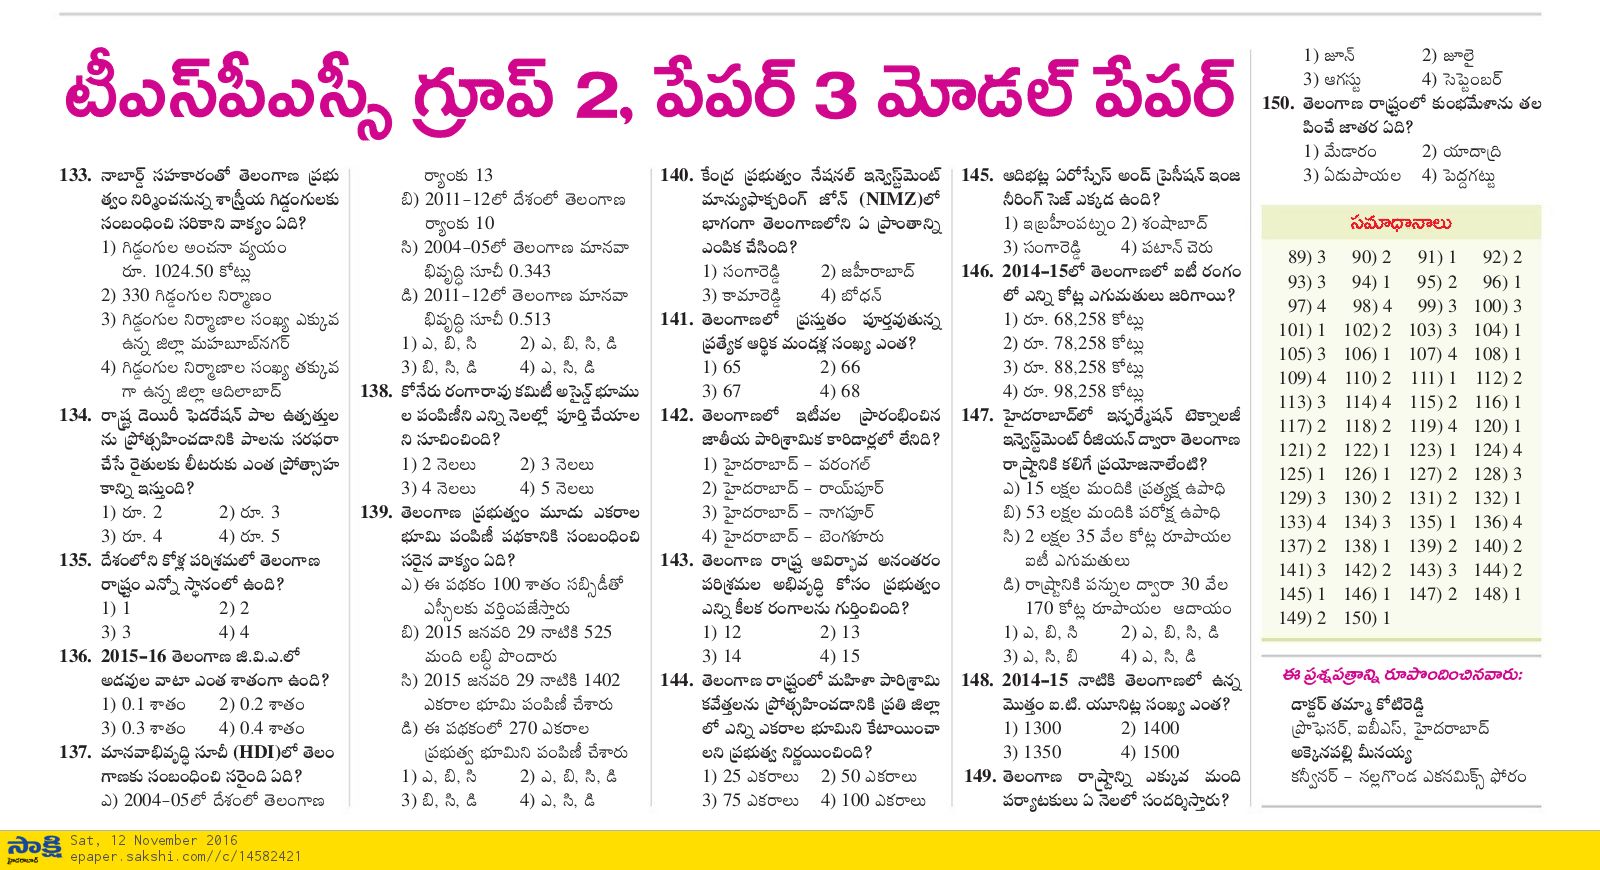 టీఎస్‌పీఎస్సీ గ్రూప్ 2, పేపర్ 3 మోడల్ పేపర్
133. నాబార్డ్ సహకారంతో తెలంగాణ ప్రభు
త్వం నిర్మించనున్న శాస్త్రీయ గిడ్డంగులకు
సంబంధించి సరికాని వాక్యం ఏది?
1) గిడ్డంగుల అంచనా వ్యయం
రూ. 1024.50 కోట్లు
2) 330 గిడ్డంగుల నిర్మాణం
3) గిడ్డంగుల నిర్మాణాల సంఖ్య ఎక్కువ
ఉన్న జిల్లా మహబూబ్‌నగర్
4) గిడ్డంగుల నిర్మాణాల సంఖ్య తక్కువ
గా ఉన్న జిల్లా ఆదిలాబాద్
134. రాష్ట్ర డెయిరీ ఫెడరేషన్ పాల ఉత్పత్తుల
ను ప్రోత్సహించడానికి పాలను సరఫరా
చేసే రైతులకు లీటరుకు ఎంత ప్రోత్సాహ
కాన్ని ఇస్తుంది?
1) రూ. 2 2) రూ. 3
3) రూ. 4 4) రూ. 5
135. దేశంలోని కోళ్ల పరిశ్రమలో తెలంగాణ
రాష్ట్రం ఎన్నో స్థానంలో ఉంది?
1) 1 2) 2
3) 3 4) 4
136. 2015-16 తెలంగాణ జి.వి.ఎ.లో
అడవుల వాటా ఎంత శాతంగా ఉంది?
1) 0.1 శాతం 2) 0.2 శాతం
3) 0.3 శాతం 4) 0.4 శాతం
137. మానవాభివృద్ధి సూచీ (HDI)లో తెలం
గాణకు సంబంధించి సరైంది ఏది?
ఎ) 2004-05లో దేశంలో తెలంగాణ
ర్యాంకు 13
బి) 2011-12లో దేశంలో తెలంగాణ
ర్యాంకు 10
సి) 2004-05లో తెలంగాణ మానవా
భివృద్ధి సూచీ 0.343
డి) 2011-12లో తెలంగాణ మానవా
భివృద్ధి సూచీ 0.513
1) ఎ, బి, సి 2) ఎ, బి, సి, డి
3) బి, సి, డి 4) ఎ, సి, డి
138. కోనేరు రంగారావు కమిటీ అసైన్డ్ భూము
ల పంపిణీని ఎన్ని నెలల్లో పూర్తి చేయాల
ని సూచించింది?
1) 2 నెలలు 2) 3 నెలలు
3) 4 నెలలు 4) 5 నెలలు
139. తెలంగాణ ప్రభుత్వం మూడు ఎకరాల
భూమి పంపిణీ పథకానికి సంబంధించి
సరైన వాక్యం ఏది?
ఎ) ఈ పథకం 100 శాతం సబ్సిడీతో
ఎస్సీలకు వర్తింపజేస్తారు
బి) 2015 జనవరి 29 నాటికి 525
మంది లబ్ధి పొందారు
సి) 2015 జనవరి 29 నాటికి 1402
ఎకరాల భూమి పంపిణీ చేశారు
డి) ఈ పథకంలో 270 ఎకరాల
ప్రభుత్వ భూమిని పంపిణీ చేశారు
1) ఎ, బి, సి 2) ఎ, బి, సి, డి
3) బి, సి, డి 4) ఎ, సి, డి
140. కేంద్ర ప్రభుత్వం నేషనల్ ఇన్వెస్ట్‌మెంట్
మాన్యుఫాక్చరింగ్ జోన్ (NIMZ)లో
భాగంగా తెలంగాణలోని ఏ ప్రాంతాన్ని
ఎంపిక చేసింది?
1) సంగారెడ్డి 2) జహీరాబాద్
3) కామారెడ్డి 4) బోధన్
141. తెలంగాణలో ప్రస్తుతం పూర్తవుతున్న
ప్రత్యేక ఆర్థిక మండళ్ల సంఖ్య ఎంత?
1) 65 2) 66
3) 67 4) 68
142. తెలంగాణలో ఇటీవల ప్రారంభించిన
జాతీయ పారిశ్రామిక కారిడార్లలో లేనిది?
1) హైదరాబాద్ - వరంగల్
2) హైదరాబాద్ - రాయ్‌పూర్
3) హైదరాబాద్ - నాగపూర్
4) హైదరాబాద్ - బెంగళూరు
143. తెలంగాణ రాష్ట్ర ఆవిర్భావ అనంతరం
పరిశ్రమల అభివృద్ధి కోసం ప్రభుత్వం
ఎన్ని కీలక రంగాలను గుర్తించింది?
1) 12 2) 13
3) 14 4) 15
144. తెలంగాణ రాష్ట్రంలో మహిళా పారిశ్రామి
కవేత్తలను ప్రోత్సహించడానికి ప్రతి జిల్లా
లో ఎన్ని ఎకరాల భూమిని కేటాయించా
లని ప్రభుత్వ నిర్ణయించింది?
1) 25 ఎకరాలు 2) 50 ఎకరాలు
3) 75 ఎకరాలు 4) 100 ఎకరాలు
145. ఆదిభట్ల ఏరోస్పేస్ అండ్ ప్రెసీషన్ ఇంజ
నీరింగ్ సెజ్ ఎక్కడ ఉంది?
1) ఇబ్రహీంపట్నం 2) శంషాబాద్
3) సంగారెడ్డి 4) పటాన్ చెరు
146. 2014-15లో తెలంగాణలో ఐటీ రంగం
లో ఎన్ని కోట్ల ఎగుమతులు జరిగాయి?
1) రూ. 68,258 కోట్లు
2) రూ. 78,258 కోట్లు
3) రూ. 88,258 కోట్లు
4) రూ. 98,258 కోట్లు
147. హైదరాబాద్‌లో ఇన్ఫర్మేషన్ టెక్నాలజీ
ఇన్వెస్ట్‌మెంట్ రీజియన్ ద్వారా తెలంగాణ
రాష్ట్రానికి కలిగే ప్రయోజనాలేంటి?
ఎ) 15 లక్షల మందికి ప్రత్యక్ష ఉపాధి
బి) 53 లక్షల మందికి పరోక్ష ఉపాధి
సి) 2 లక్షల 35 వేల కోట్ల రూపాయల
ఐటీ ఎగుమతులు
డి) రాష్ట్రానికి పన్నుల ద్వారా 30 వేల
170 కోట్ల రూపాయల ఆదాయం
1) ఎ, బి, సి 2) ఎ, బి, సి, డి
3) ఎ, సి, బి 4) ఎ, సి, డి
148. 2014-15 నాటికి తెలంగాణలో ఉన్న
మొత్తం ఐ.టి. యూనిట్ల సంఖ్య ఎంత?
1) 1300 2) 1400
3) 1350 4) 1500
149. తెలంగాణ రాష్ట్రాన్ని ఎక్కువ మంది
పర్యాటకులు ఏ నెలలో సందర్శిస్తారు?
1) జూన్ 2) జూలై
3) ఆగస్టు 4) సెప్టెంబర్
150. తెలంగాణ రాష్ట్రంలో కుంభమేళాను తల
పించే జాతర ఏది?
1) మేడారం 2) యాదాద్రి
3) ఏడుపాయల 4) పెద్దగట్టు
సమాధానాలు
89) 3 90) 2 91) 1 92) 2
93) 3 94) 1 95) 2 96) 1
97) 4 98) 4 99) 3 100) 3
101) 1 102) 2 103) 3 104) 1
105) 3 106) 1 107) 4 108) 1
109) 4 110) 2 111) 1 112) 2
113) 3 114) 4 115) 2 116) 1
117) 2 118) 2 119) 4 120) 1
121) 2 122) 1 123) 1 124) 4
125) 1 126) 1 127) 2 128) 3
129) 3 130) 2 131) 2 132) 1
133) 4 134) 3 135) 1 136) 4
137) 2 138) 1 139) 2 140) 2
141) 3 142) 2 143) 3 144) 2
145) 1 146) 1 147) 2 148) 1
149) 2 150) 1
ఈ ప్రశ్నపత్రాన్ని రూపొందించినవారు:
డాక్టర్ తమ్మా కోటిరెడ్డి
ప్రొఫెసర్, ఐబీఎస్, హైదరాబాద్
అక్కెనపల్లి మీనయ్య
కన్వీనర్ - నల్లగొండ ఎకనమిక్స్ ఫోరం
సాక్షి
హైదరాబాద్
Sat, 12 November 2016
epaper.sakshi.com//c/14582421